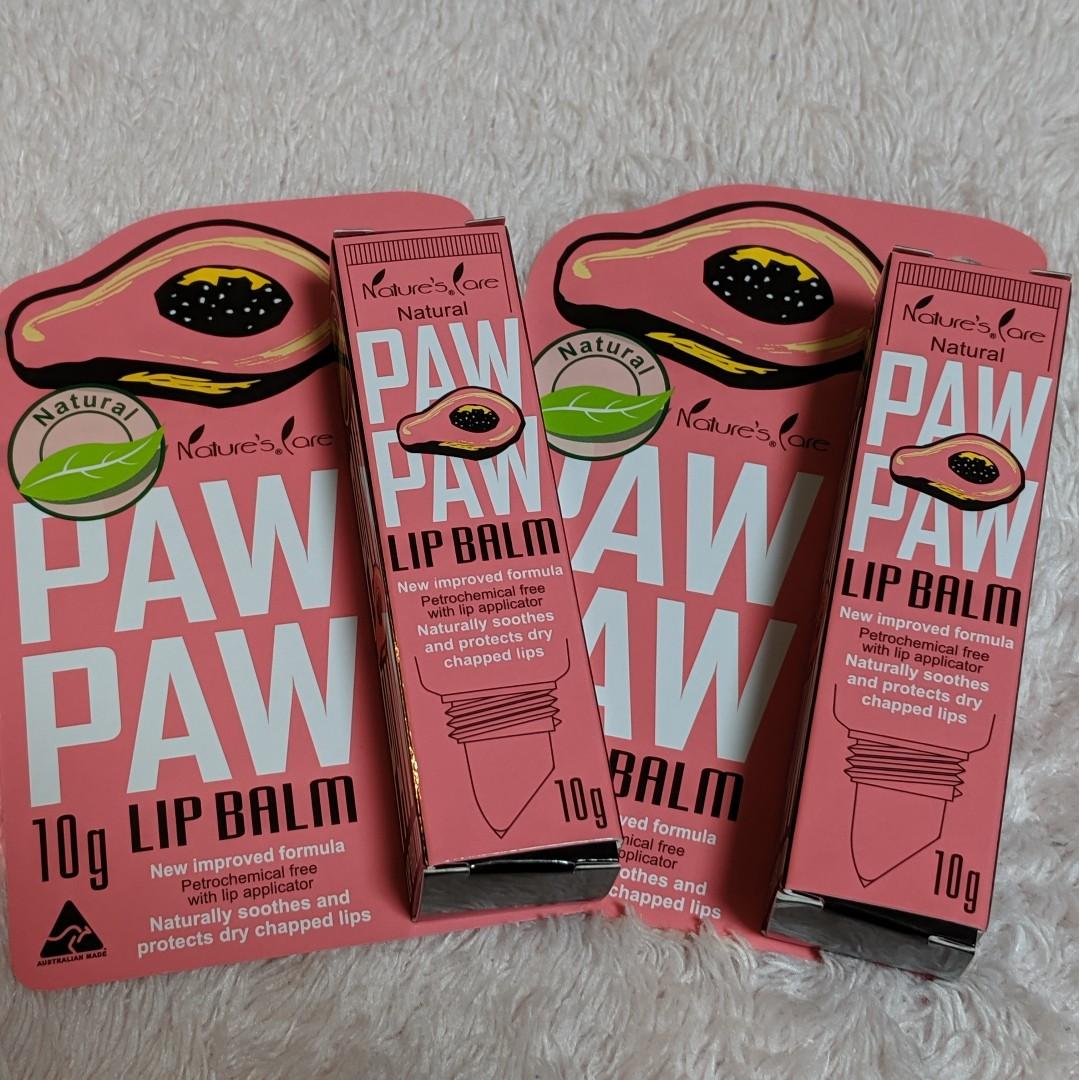 Natural
Nature's Care
PAW
PAW
10g
LIP BALM
New improved formula
Petrochemical free
with lip applicator
Naturally soothes and
protects dry chapped lips
AUSTRALIAN MADE
Nature's Care
Natural
PAW
PAW
LIP BALM
New improved formula
Petrochemical free
with lip applicator
Naturally soothes
and protects dry
chapped lips
10g
Natural
Nature's Care
PAW
AW
BALM
ved formula
mical free
pplicator
othes and
chapped lips
Nature's Care
Natural
PAW
PAW
LIP BALM
New improved formula
Petrochemical free
with lip applicator
Naturally soothes
and protects dry
chapped lips
10g